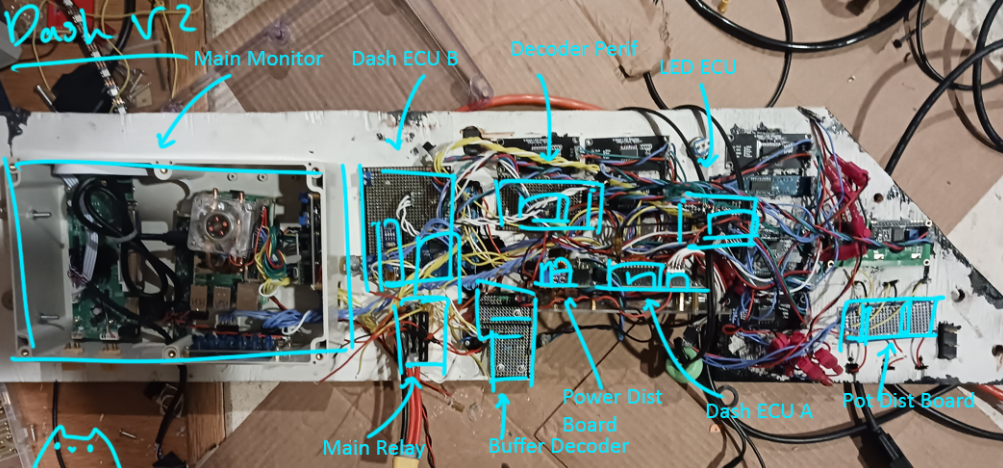 Dash V2
Main Monitor
Dash ECU B
Decoder Perif
LED ECU
Main Relay
Buffer Decoder
Power Dist
Board
Dash ECU A
Pot Dist Board